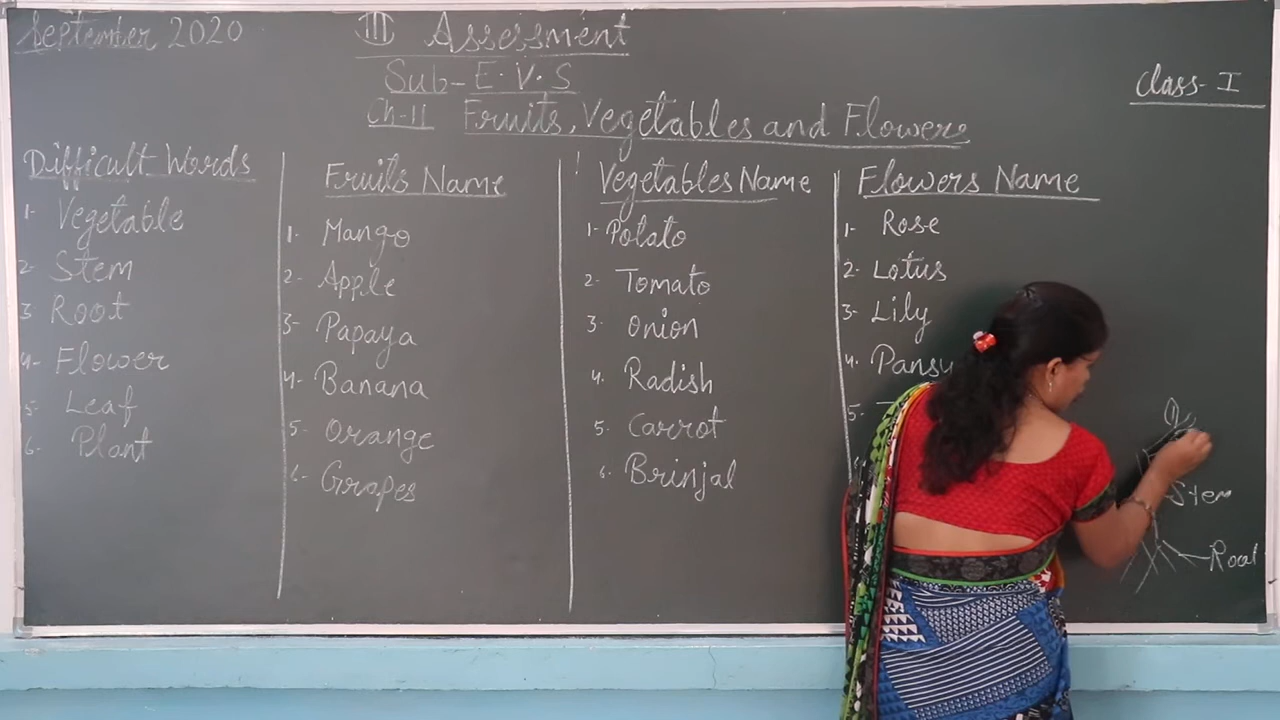 September 2020
III Assessment
Sub- E.V.S
Class- I
Ch-11 Fruits, Vegetables and Flowers
Difficult Words
1- Vegetable
2- Stem
3- Root
4- Flower
5- Leaf
6- Plant
Fruits Name
1- Mango
2- Apple
3- Papaya
4- Banana
5- Orange
6- Grapes
Vegetables Name
1- Potato
2- Tomato
3- Onion
4. Radish
5. Carrot
6. Brinjal
Flowers Name
1- Rose
2- Lotus
3- Lily
4. Pansy
5-
Stem
Root